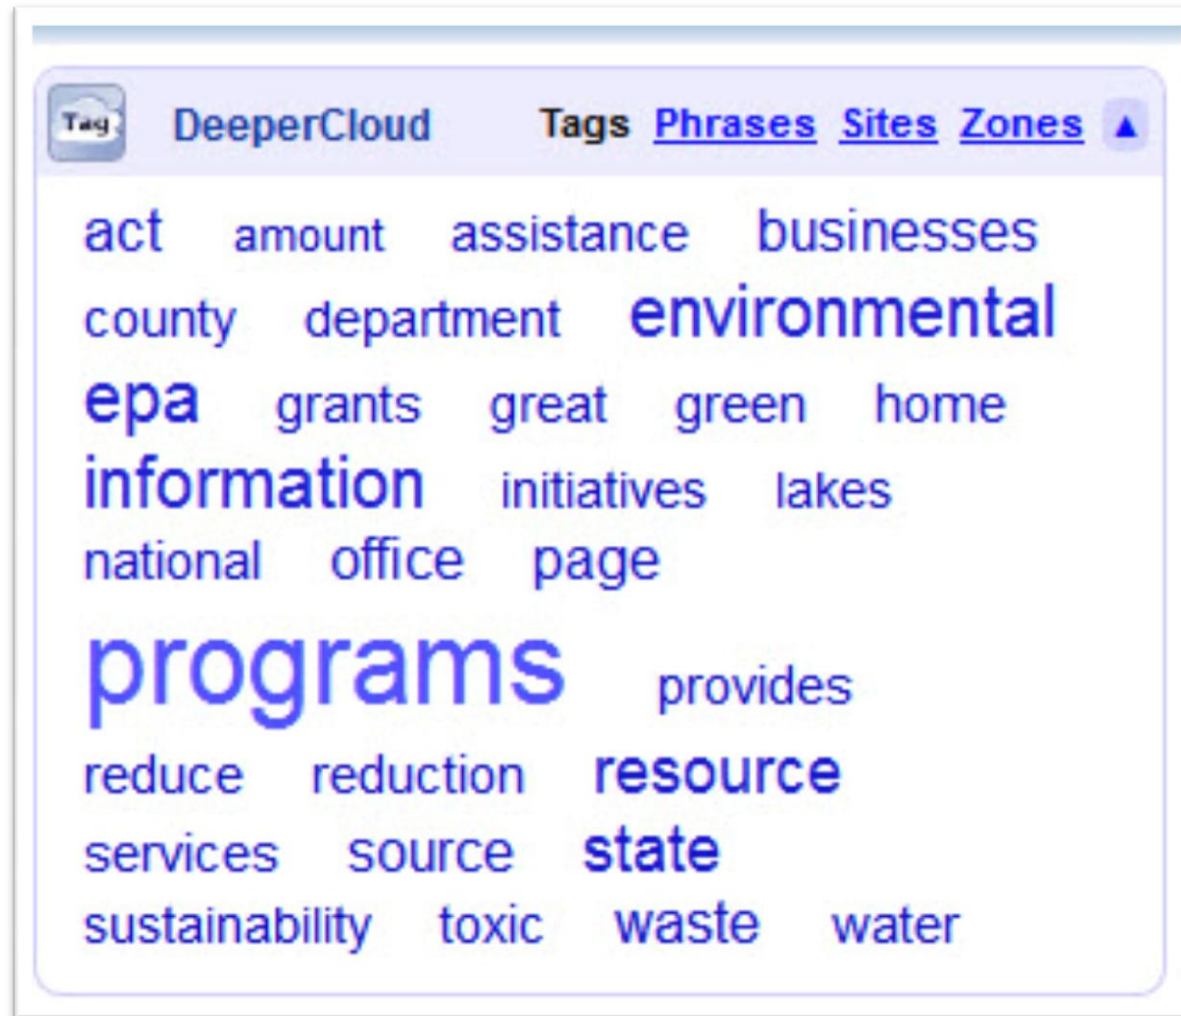 Tag DeeperCloud Tags Phrases Sites Zones ▲
act amount assistance businesses
county department environmental
epa grants great green home
information initiatives lakes
national office page
programs provides
reduce reduction resource
services source state
sustainability toxic waste water